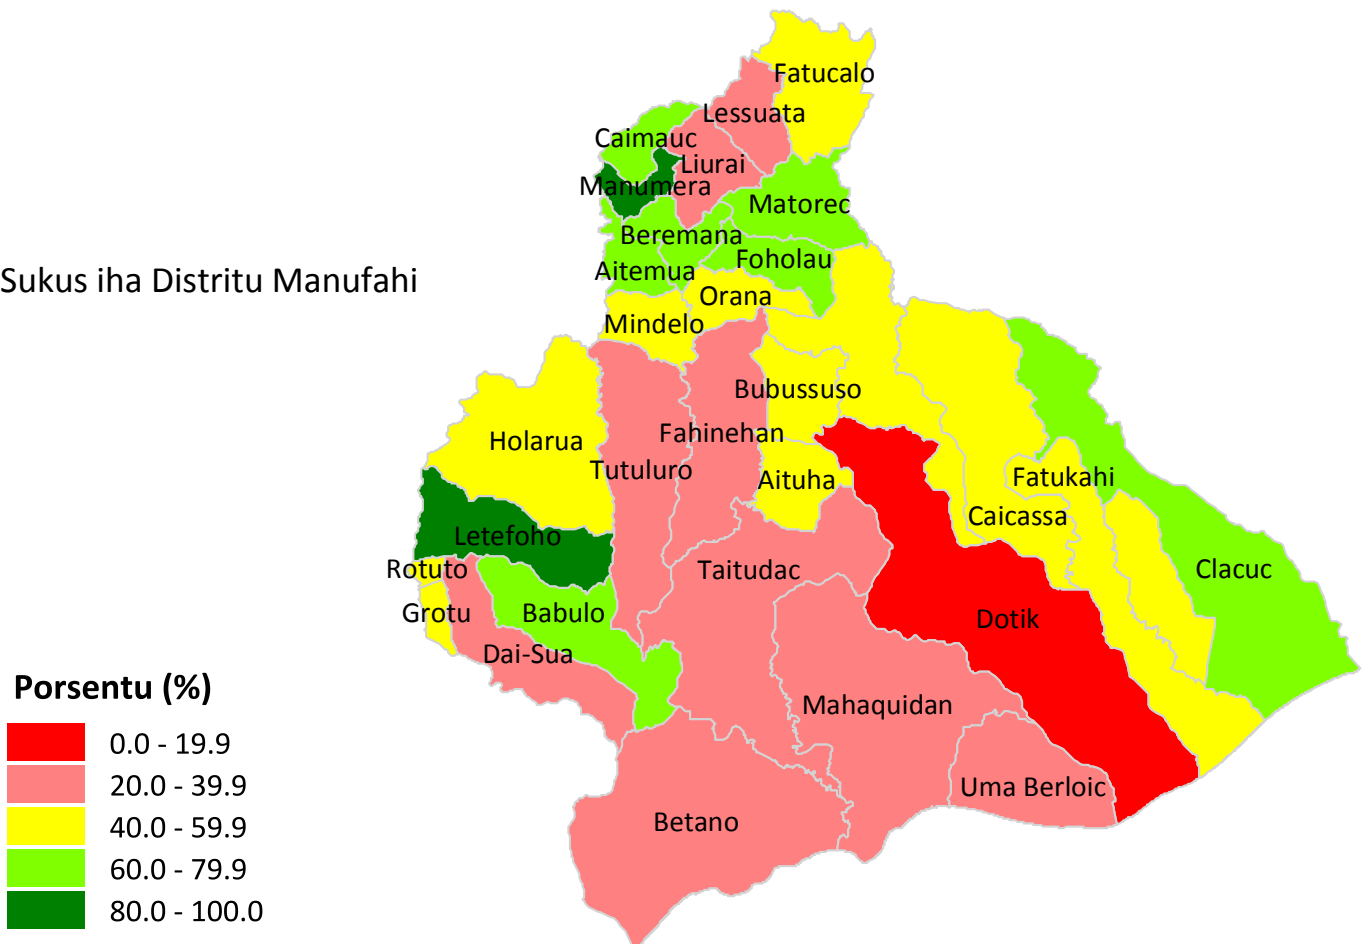 Fatucalo
Lessuata
Caimauc
Liurai
Manumera
Matorec
Beremana
Foholau
Aitemua
Sukus iha Distritu Manufahi
Orana
Mindelo
Bubussuso
Fahinehan
Holarua
Tutuluro
Fatukahi
Aituha
Caicassa
Letefoho
Rotuto
Taitudac
Clacuc
Grotu
Babulo
Dotik
Dai-Sua
Porsentu (%)
Mahaquidan
0.0 - 19.9
20.0 - 39.9
Uma Berloic
40.0 - 59.9
Betano
60.0 - 79.9
80.0 - 100.0